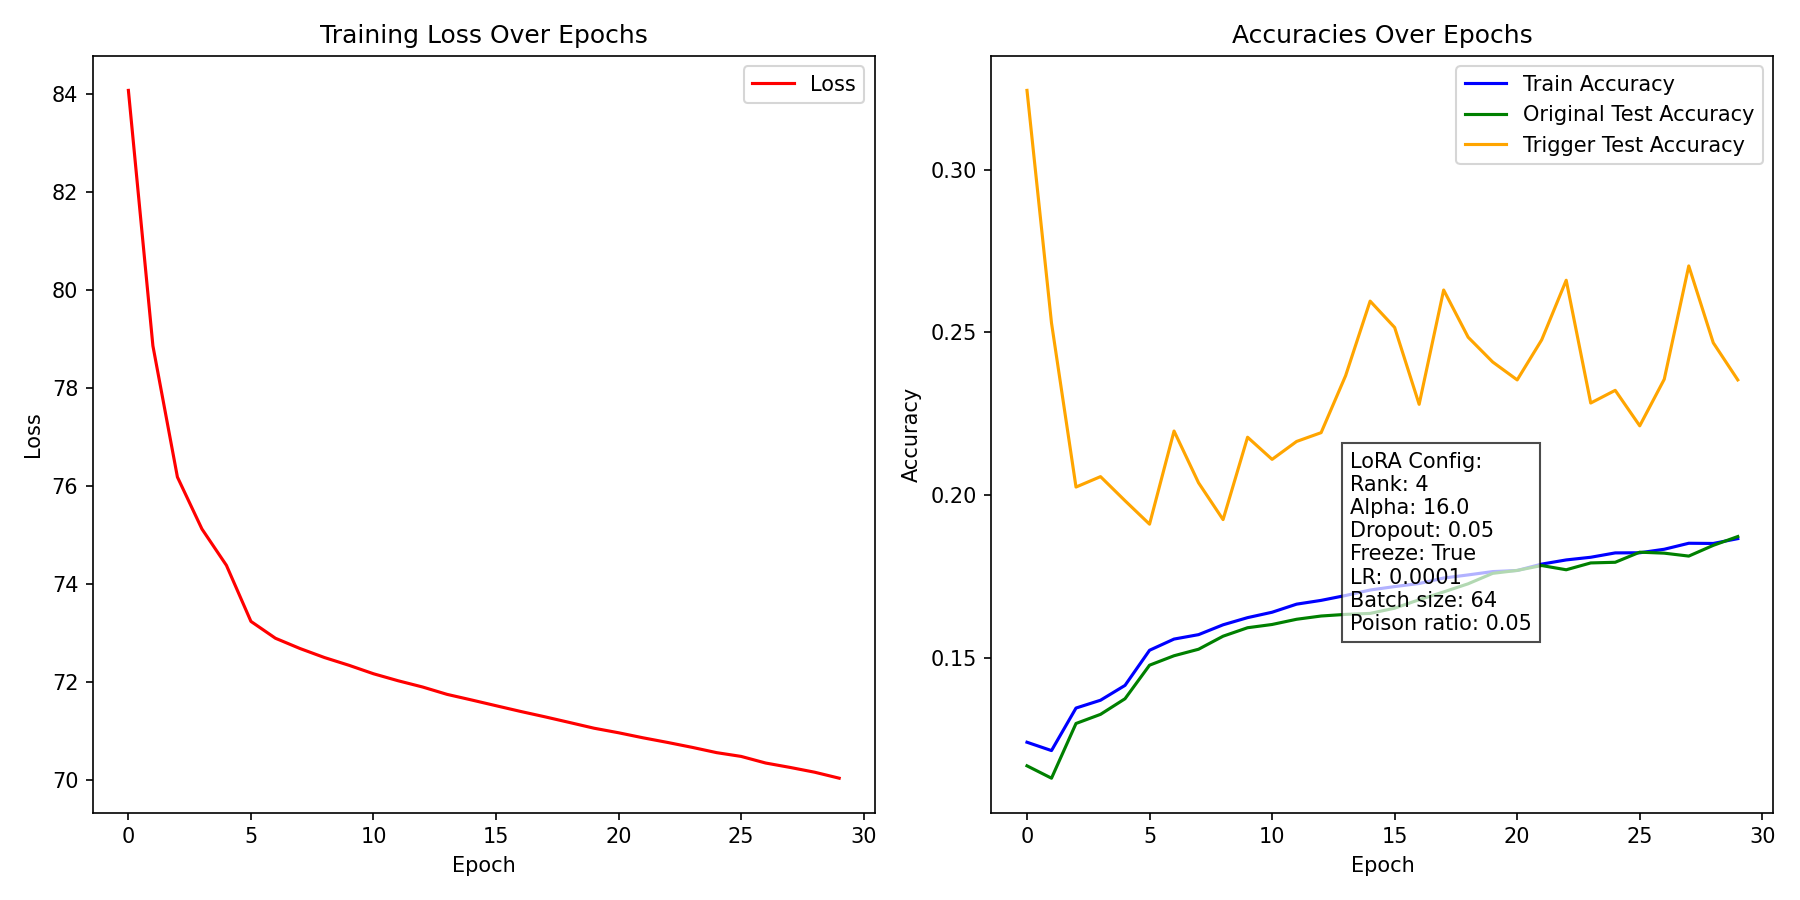 Training Loss Over Epochs
Loss
84
82
80
78
76
74
72
70
Loss
0 5 10 15 20 25 30
Epoch
Accuracies Over Epochs
Train Accuracy
Original Test Accuracy
Trigger Test Accuracy
0.30
0.25
0.20
0.15
Accuracy
LoRA Config:
Rank: 4
Alpha: 16.0
Dropout: 0.05
Freeze: True
LR: 0.0001
Batch size: 64
Poison ratio: 0.05
0 5 10 15 20 25 30
Epoch